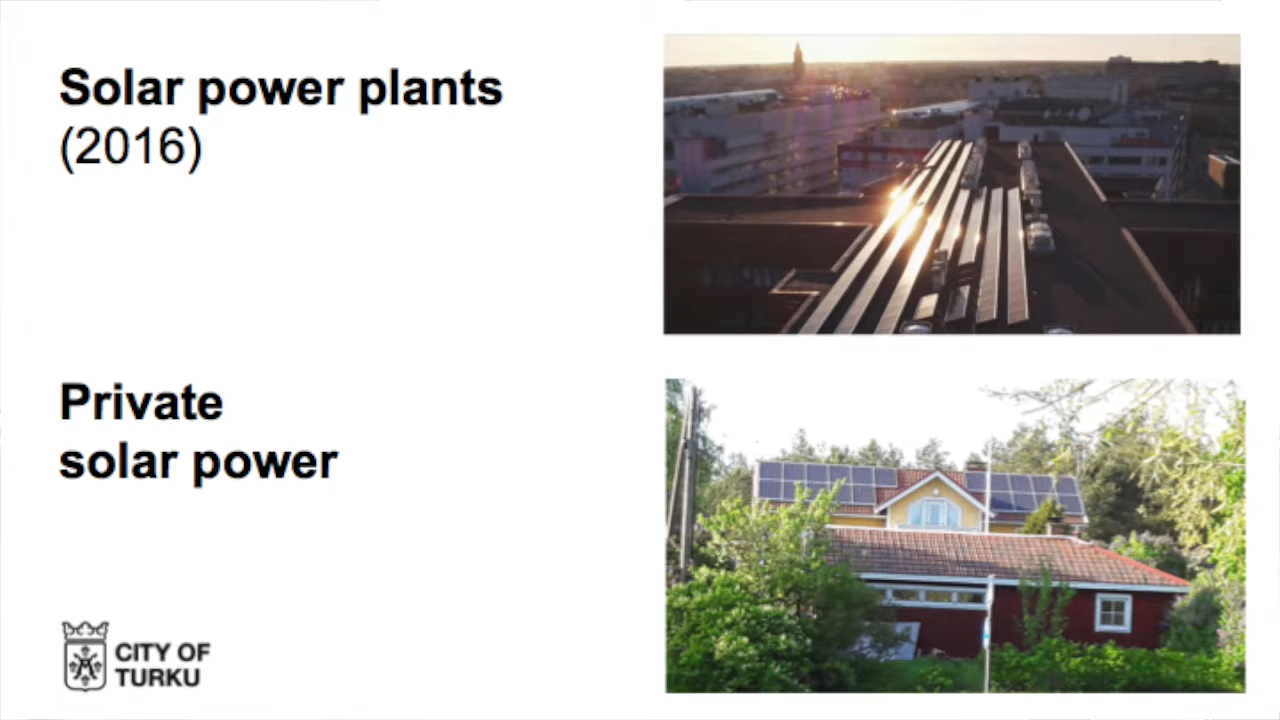 Solar power plants
(2016)
Private
solar power
CITY OF
TURKU